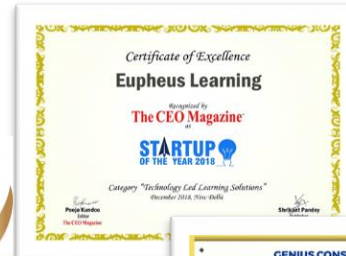 Certificate of Excellence
Eupheus Learning
Recognized by
The CEO Magazine
as
STARTUP
OF THE YEAR 2018
Category "Technology Led Learning Solutions"
December 2018, New Delhi
Pooja Kundoo
Editor
The CEO Magazine
Shrikant Pandey
GENIUS CONS